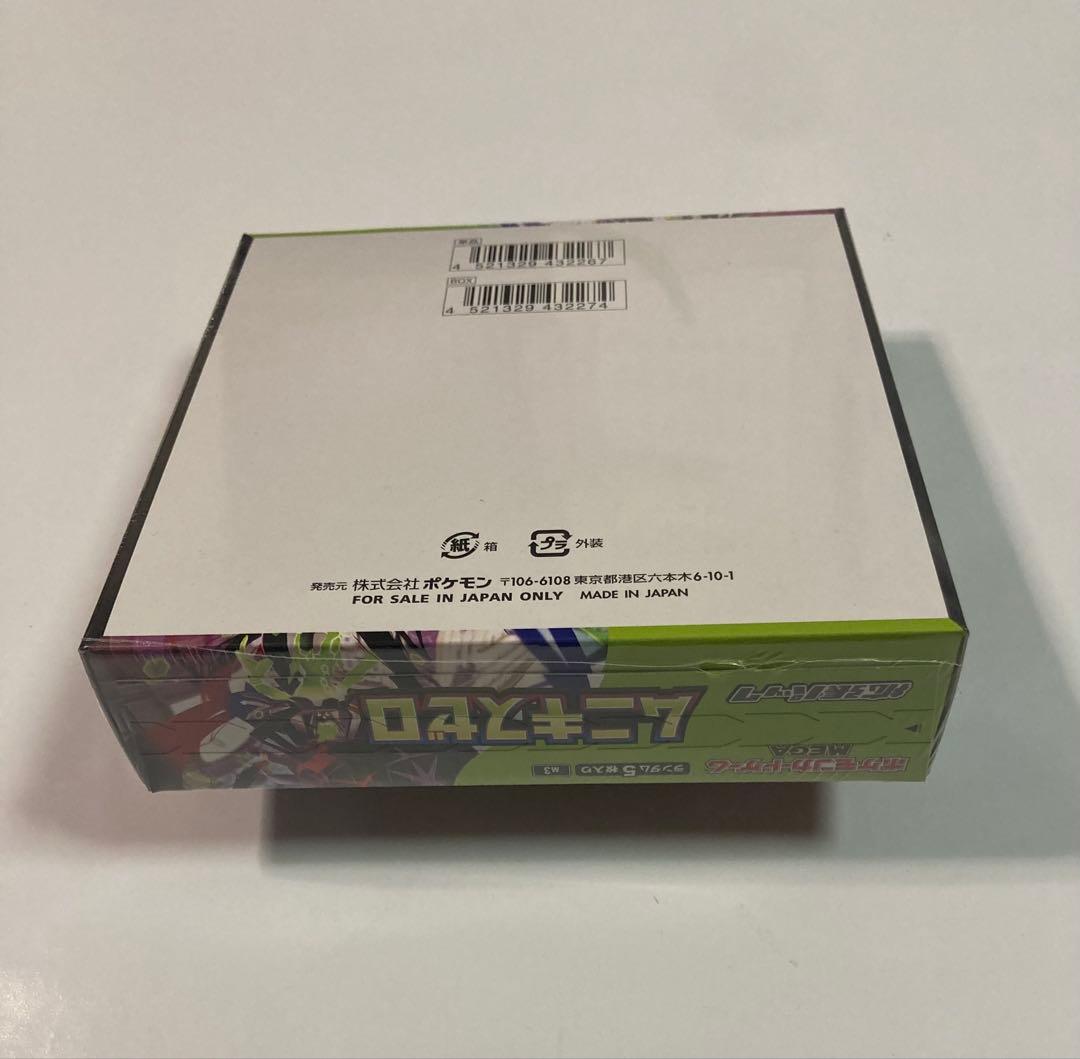 単品
4 521329 432267
BOX
4 521329 432274
紙 箱 プラ 外装
発売元 株式会社 ポケモン 〒106-6108 東京都港区六本木6-10-1
FOR SALE IN JAPAN ONLY MADE IN JAPAN
ポケモンカードゲーム
MEGA
ランダム5枚入り M3
拡張パック
ムニキスゼロ